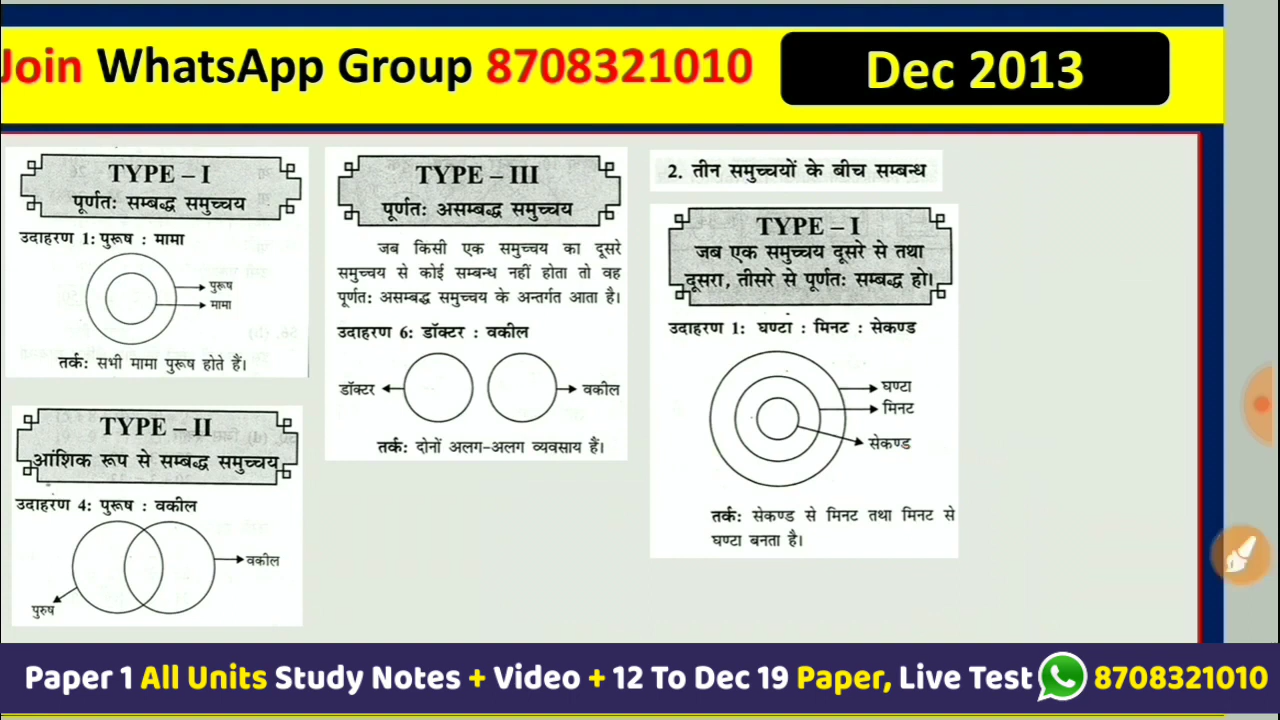 Join WhatsApp Group 8708321010
Dec 2013
TYPE – I
पूर्णतः सम्बद्ध समुच्चय
उदाहरण 1: पुरूष : मामा
पुरूष
मामा
तर्क: सभी मामा पुरूष होते हैं।
TYPE – II
आंशिक रूप से सम्बद्ध समुच्चय
उदाहरण 4: पुरूष : वकील
वकील
पुरुष
TYPE – III
पूर्णतः असम्बद्ध समुच्चय
जब किसी एक समुच्चय का दूसरे
समुच्चय से कोई सम्बन्ध नहीं होता तो वह
पूर्णतः असम्बद्ध समुच्चय के अन्तर्गत आता है।
उदाहरण 6: डॉक्टर : वकील
डॉक्टर
वकील
तर्क: दोनों अलग-अलग व्यवसाय हैं।
2. तीन समुच्चयों के बीच सम्बन्ध
TYPE – I
जब एक समुच्चय दूसरे से तथा
दूसरा, तीसरे से पूर्णतः सम्बद्ध हो।
उदाहरण 1: घण्टा : मिनट : सेकण्ड
घण्टा
मिनट
सेकण्ड
तर्क: सेकण्ड से मिनट तथा मिनट से
घण्टा बनता है।
Paper 1 All Units Study Notes + Video + 12 To Dec 19 Paper, Live Test 8708321010